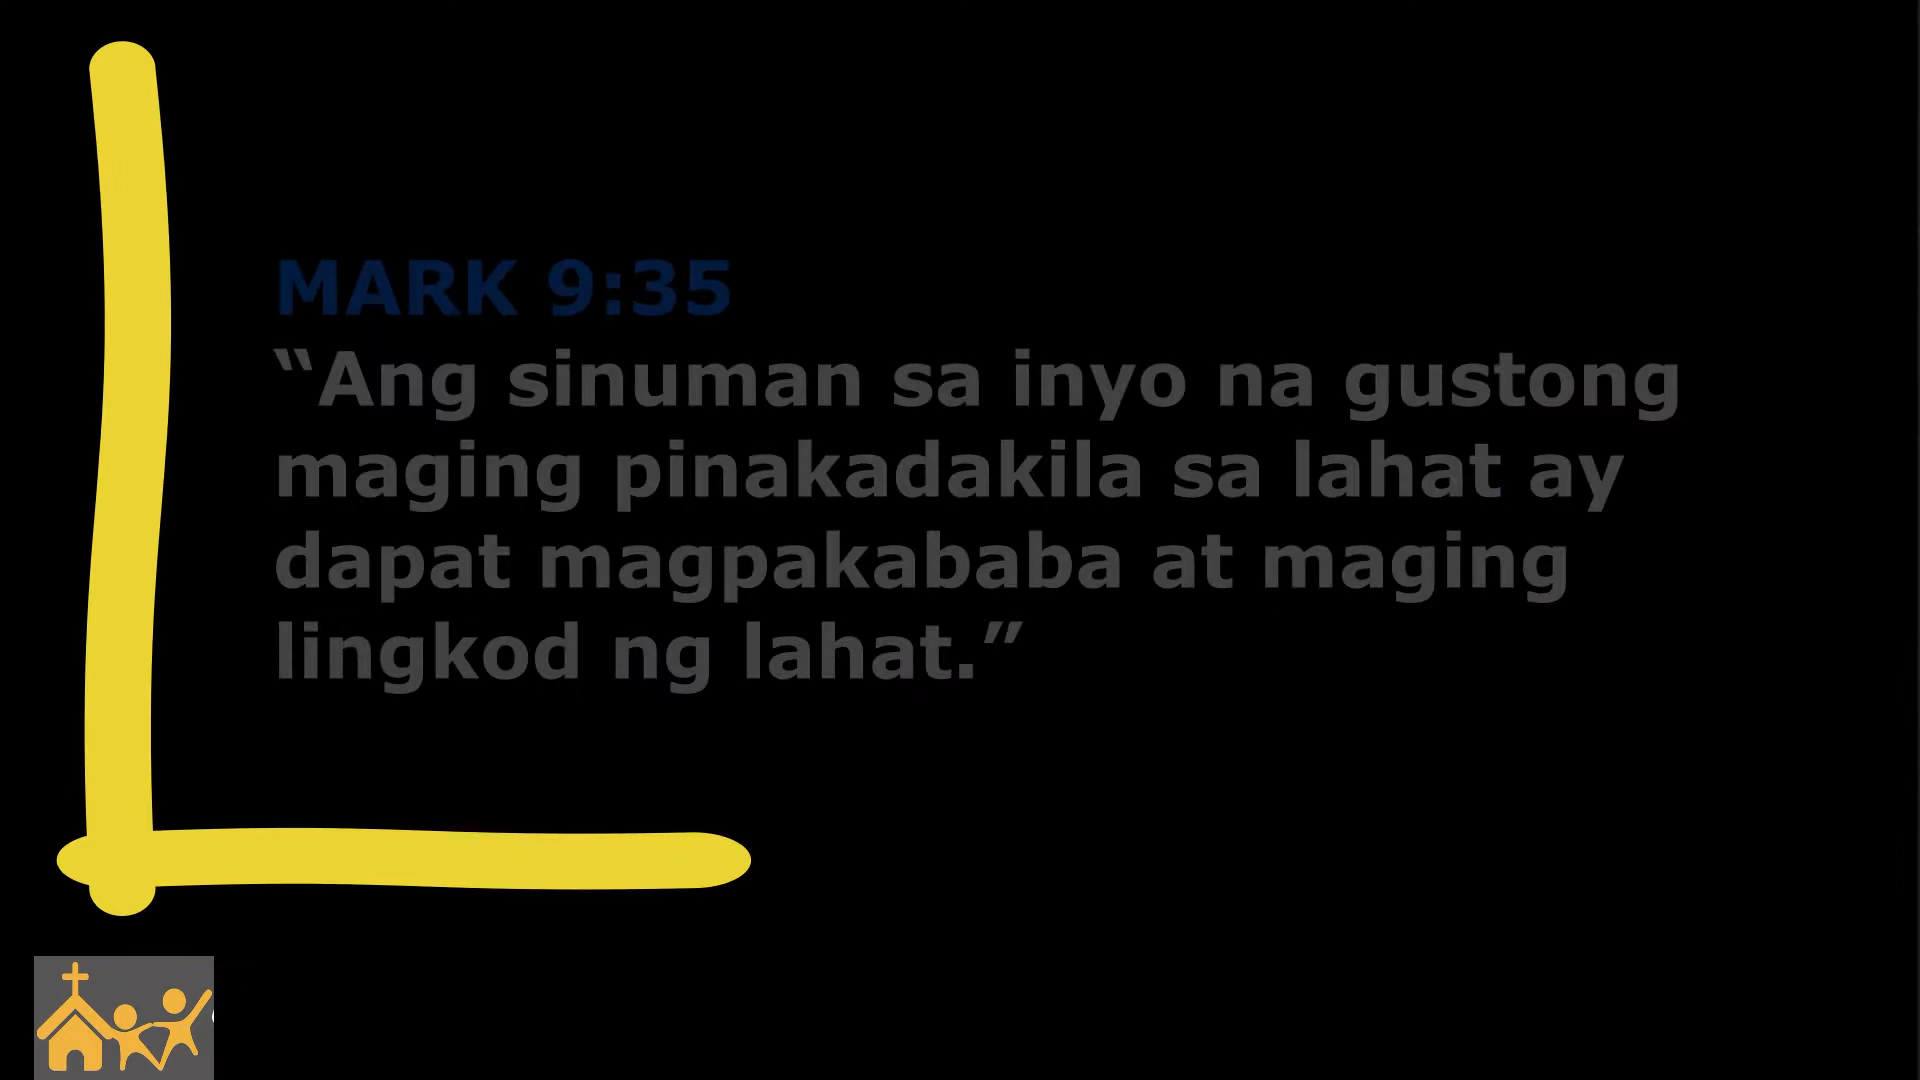 MARK 9:35
“Ang sinuman sa inyo na gustong
maging pinakadakila sa lahat ay
dapat magpakababa at maging
lingkod ng lahat.”